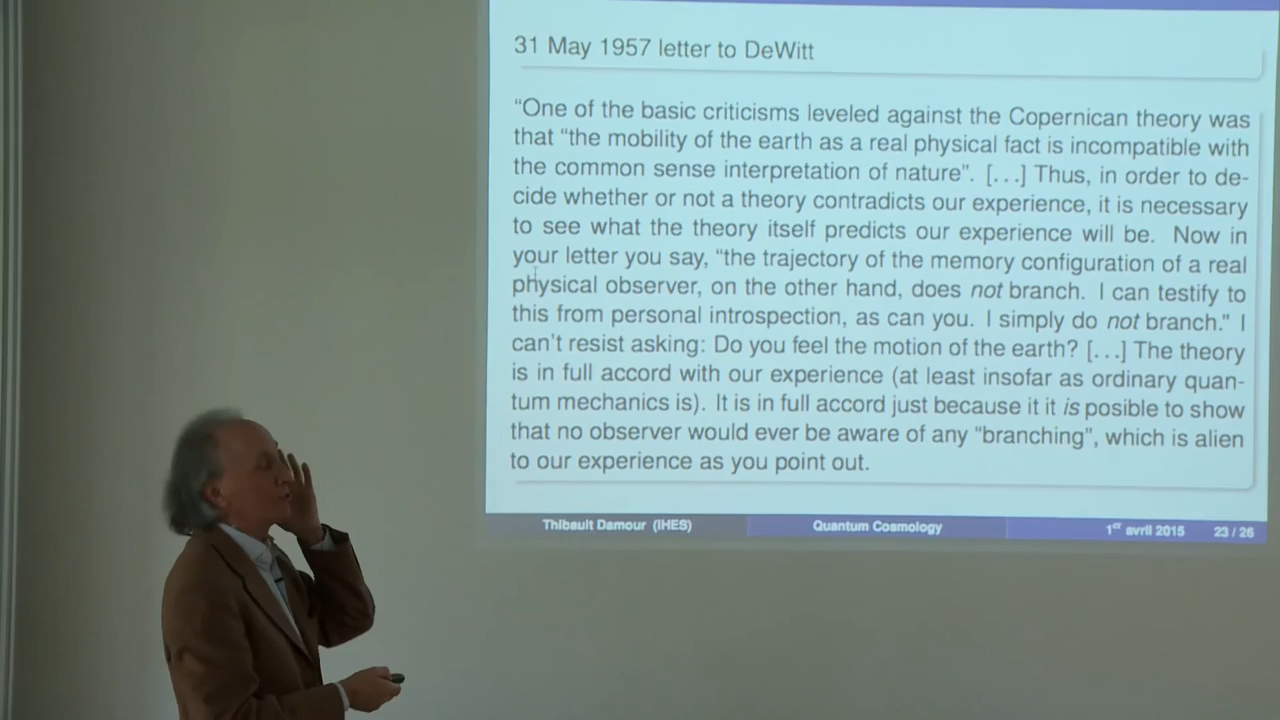 31 May 1957 letter to DeWitt
“One of the basic criticisms leveled against the Copernican theory was
that “the mobility of the earth as a real physical fact is incompatible with
the common sense interpretation of nature”. [...] Thus, in order to de-
cide whether or not a theory contradicts our experience, it is necessary
to see what the theory itself predicts our experience will be. Now in
your letter you say, “the trajectory of the memory configuration of a real
physical observer, on the other hand, does not branch. I can testify to
this from personal introspection, as can you. I simply do not branch.” I
can’t resist asking: Do you feel the motion of the earth? [...] The theory
is in full accord with our experience (at least insofar as ordinary quan-
tum mechanics is). It is in full accord just because it it is posible to show
that no observer would ever be aware of any “branching”, which is alien
to our experience as you point out.
Thibault Damour (IHES) Quantum Cosmology 1er avril 2015 23 / 26